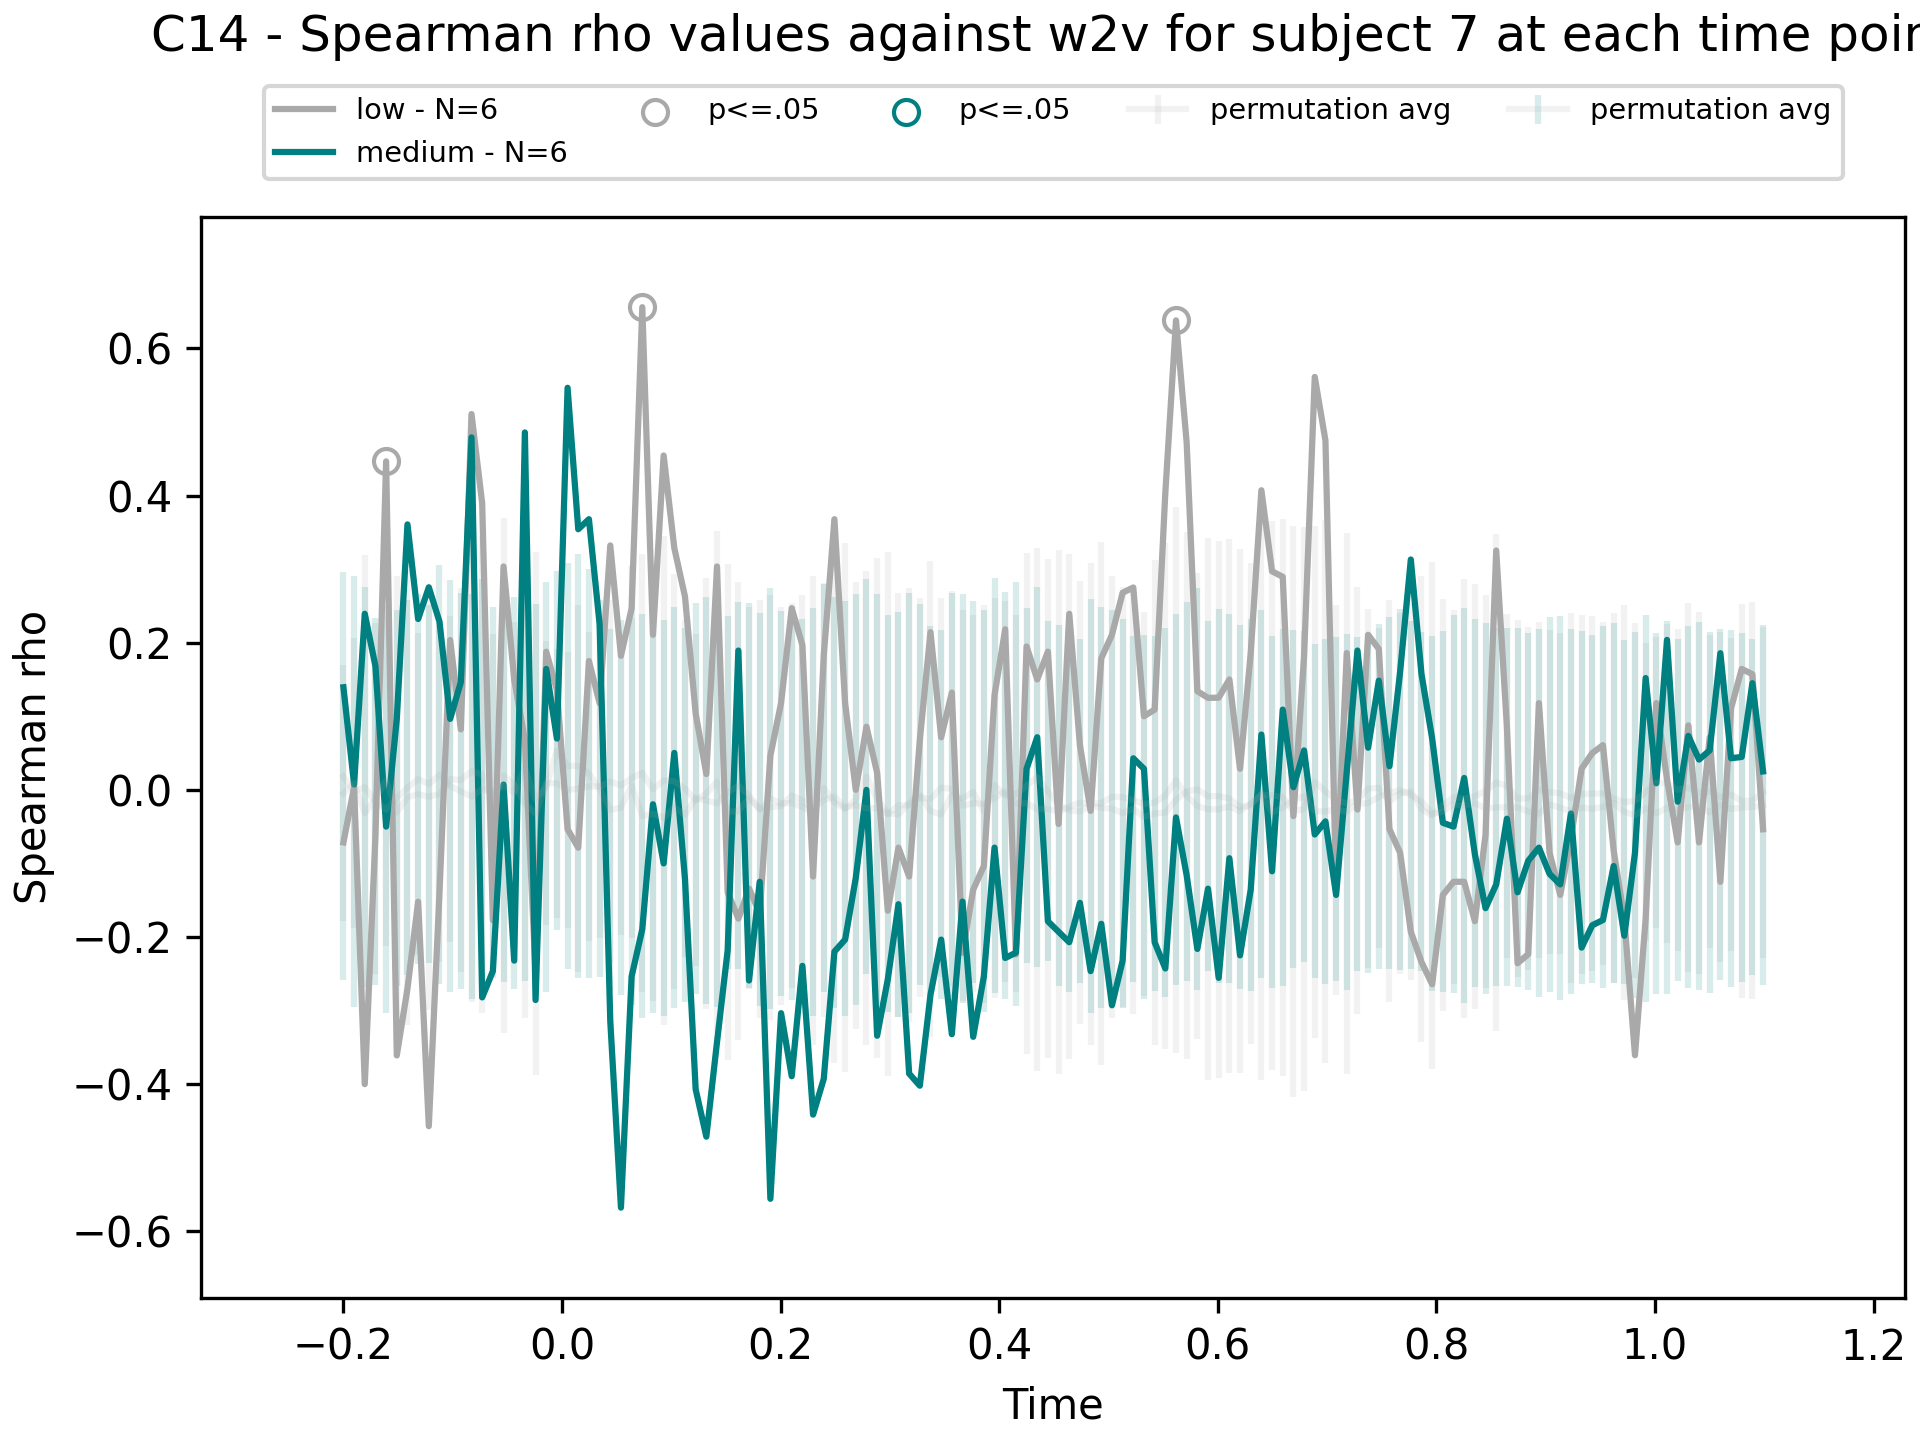 C14 - Spearman rho values against w2v for subject 7 at each time poin
low - N=6
medium - N=6
p<=.05
p<=.05
permutation avg
permutation avg
Spearman rho
0.6
0.4
0.2
0.0
−0.2
−0.4
−0.6
−0.2 0.0 0.2 0.4 0.6 0.8 1.0 1.2
Time